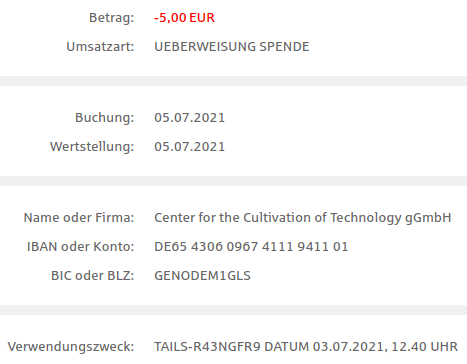 Betrag: -5,00 EUR
Umsatzart: UEBERWEISUNG SPENDE
Buchung: 05.07.2021
Wertstellung: 05.07.2021
Name oder Firma: Center for the Cultivation of Technology gGmbH
IBAN oder Konto: DE65 4306 0967 4111 9411 01
BIC oder BLZ: GENODEM1GLS
Verwendungszweck: TAILS-R43NGFR9 DATUM 03.07.2021, 12.40 UHR